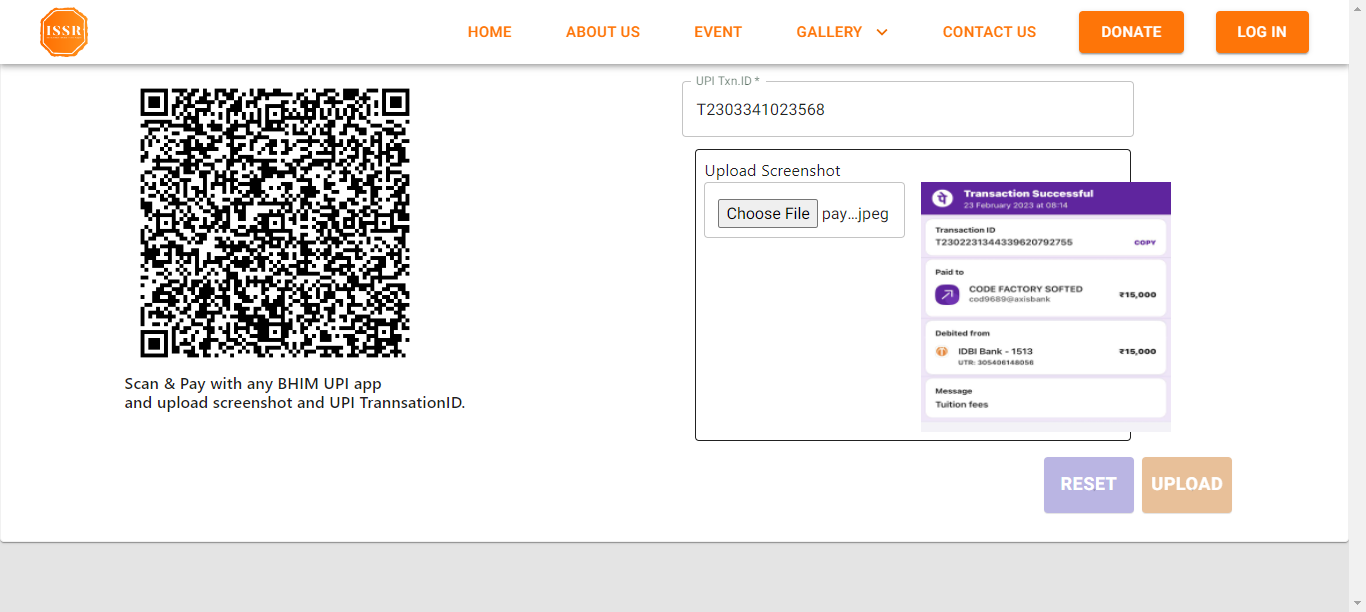 ISSR
HOME ABOUT US EVENT GALLERY CONTACT US DONATE LOG IN
UPI Txn.ID *
T2303341023568
Upload Screenshot
Choose File pay...jpeg
Transaction Successful
23 February 2023 at 08:14
Transaction ID
T2302231344339620792755 COPY
Paid to
CODE FACTORY SOFTED ₹15,000
cod9689@axisbank
Debited from
IDBI Bank - 1513 ₹15,000
UTR: 305406148056
Message
Tuition fees
Scan & Pay with any BHIM UPI app
and upload screenshot and UPI TrannsationID.
RESET UPLOAD